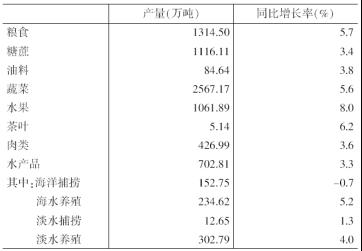 产量(万吨) 同比增长率(%)
粮食 1314.50 5.7
糖蔗 1116.11 3.4
油料 84.64 3.8
蔬菜 2567.17 5.6
水果 1061.89 8.0
茶叶 5.14 6.2
肉类 426.99 3.6
水产品 702.81 3.3
其中:海洋捕捞 152.75 -0.7
海水养殖 234.62 5.2
淡水捕捞 12.65 1.3
淡水养殖 302.79 4.0